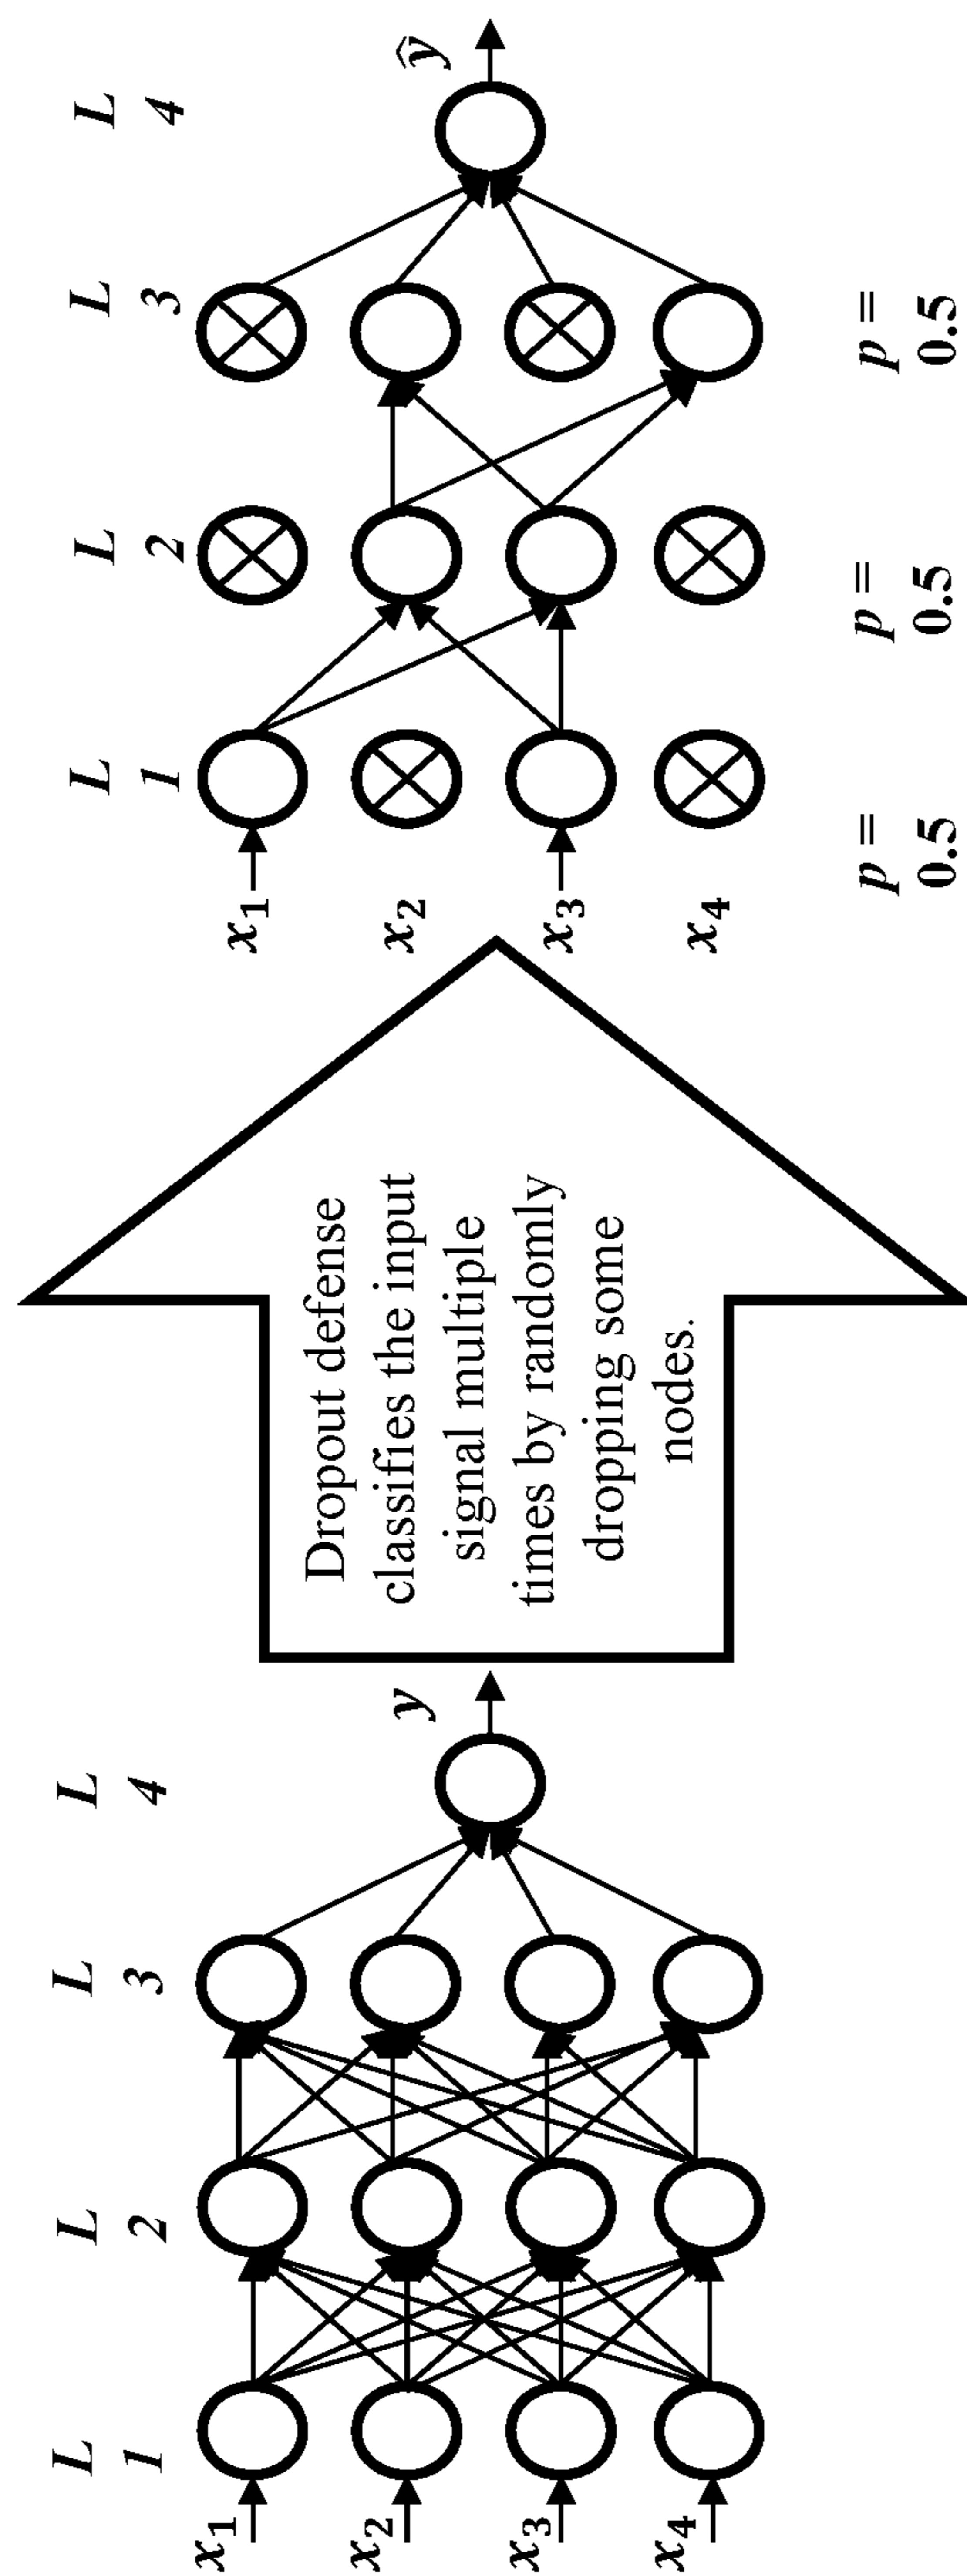 L
1
L
2
L
3
L
4
x₁
x₂
x₃
x₄
y
Dropout defense
classifies the input
signal multiple
times by randomly
dropping some
nodes.
L
1
L
2
L
3
L
4
x₁
x₂
x₃
x₄
ŷ
p =
0.5
p =
0.5
p =
0.5